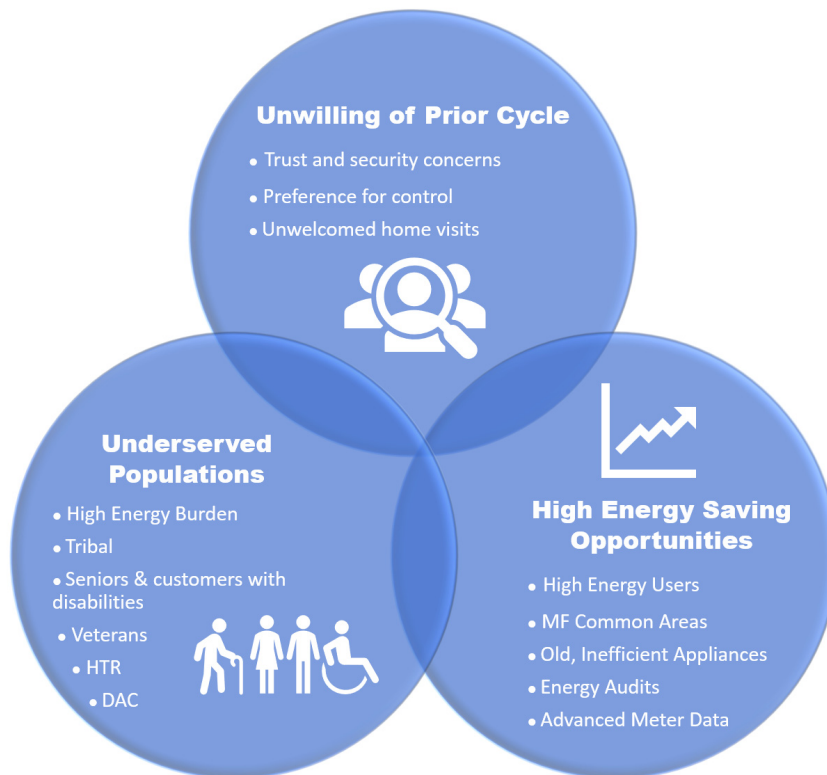 Unwilling of Prior Cycle
• Trust and security concerns
• Preference for control
• Unwelcomed home visits
Underserved
Populations
• High Energy Burden
• Tribal
• Seniors & customers with
disabilities
• Veterans
• HTR
• DAC
High Energy Saving
Opportunities
• High Energy Users
• MF Common Areas
• Old, Inefficient Appliances
• Energy Audits
• Advanced Meter Data